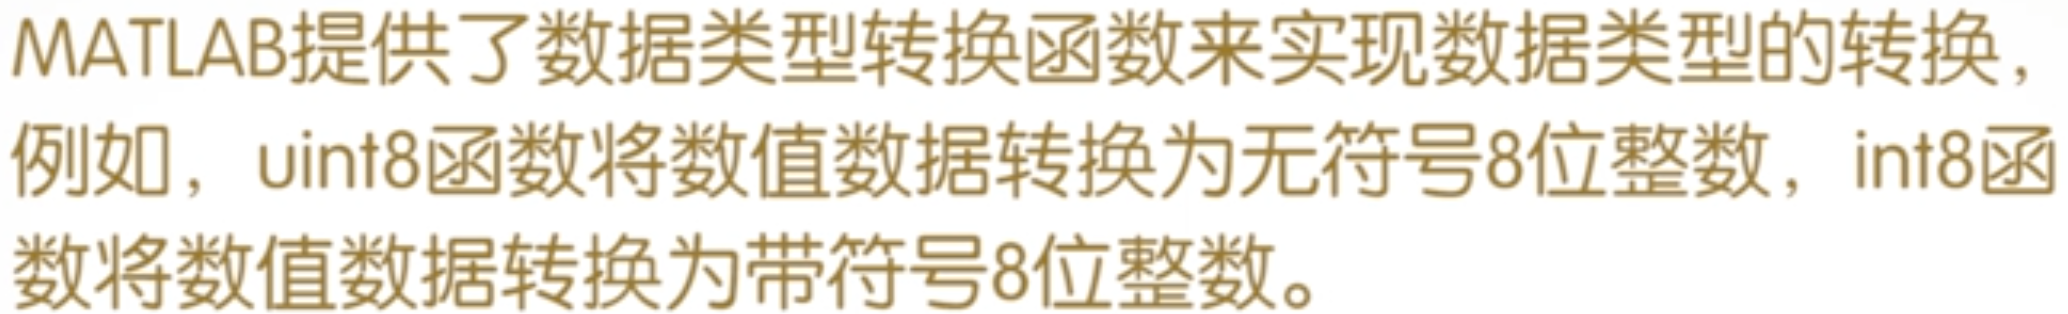 MATLAB提供了数据类型转换函数来实现数据类型的转换，
例如，uint8函数将数值数据转换为无符号8位整数，int8函
数将数值数据转换为带符号8位整数。